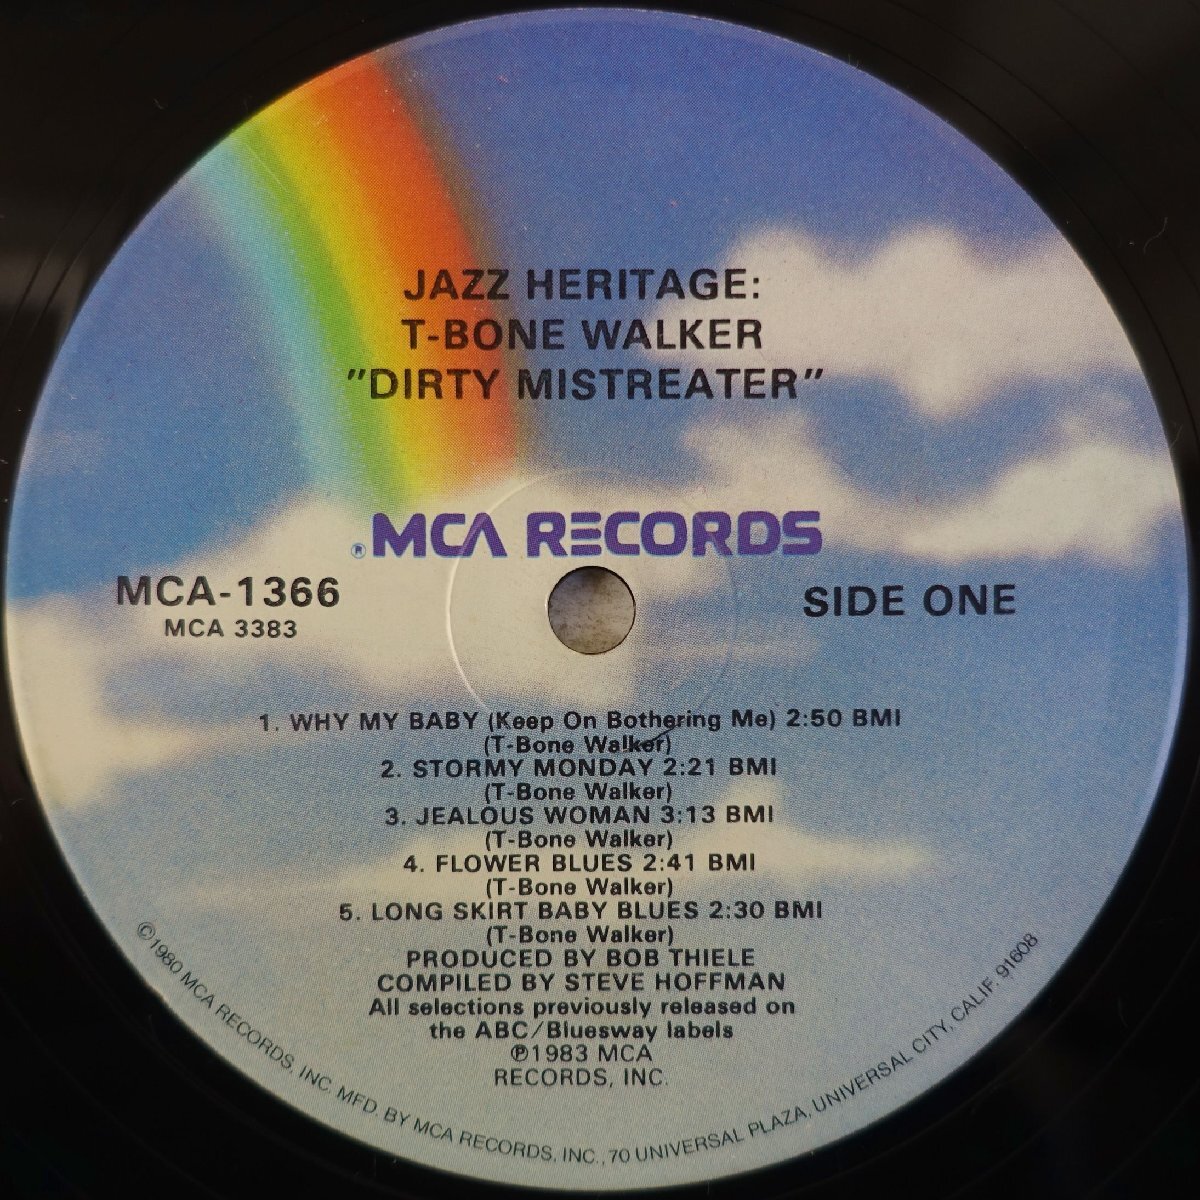 JAZZ HERITAGE:
T-BONE WALKER
"DIRTY MISTREATER"
® MCA RECORDS
MCA-1366
MCA 3383
SIDE ONE
1. WHY MY BABY (Keep On Bothering Me) 2:50 BMI
(T-Bone Walker)
2. STORMY MONDAY 2:21 BMI
(T-Bone Walker)
3. JEALOUS WOMAN 3:13 BMI
(T-Bone Walker)
4. FLOWER BLUES 2:41 BMI
(T-Bone Walker)
5. LONG SKIRT BABY BLUES 2:30 BMI
(T-Bone Walker)
PRODUCED BY BOB THIELE
COMPILED BY STEVE HOFFMAN
All selections previously released on
the ABC/Bluesway labels
℗1983 MCA
RECORDS, INC.
©1980 MCA RECORDS, INC. MFD. BY MCA RECORDS, INC., 70 UNIVERSAL PLAZA, UNIVERSAL CITY, CALIF. 91608